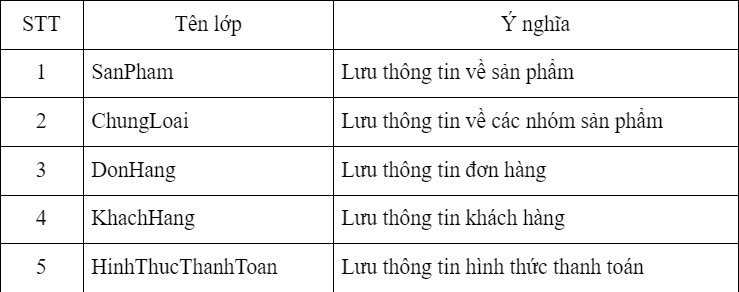 STT Tên lớp Ý nghĩa
1 SanPham Lưu thông tin về sản phẩm
2 ChungLoai Lưu thông tin về các nhóm sản phẩm
3 DonHang Lưu thông tin đơn hàng
4 KhachHang Lưu thông tin khách hàng
5 HinhThucThanhToan Lưu thông tin hình thức thanh toán